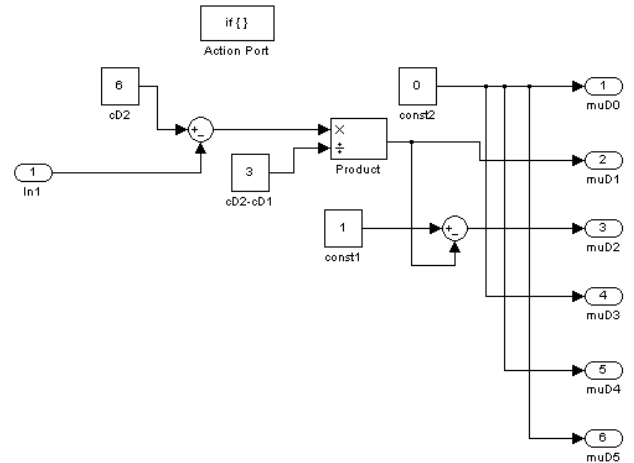 if { }
Action Port
6
cD2
+
−
0
const2
1
muD0
×
÷
Product
1
In1
3
cD2-cD1
2
muD1
1
const1
+
−
3
muD2
4
muD3
5
muD4
6
muD5